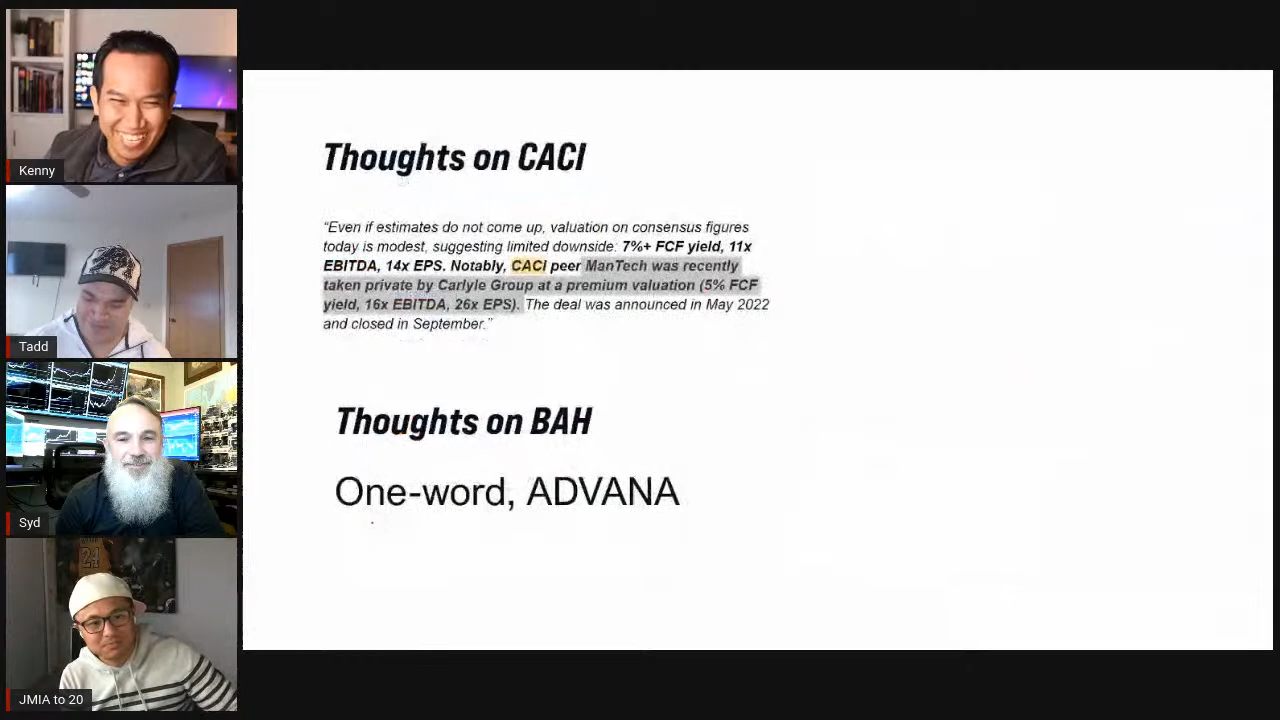 Kenny
Tadd
Syd
24
JMIA to 20
Thoughts on CACI
“Even if estimates do not come up, valuation on consensus figures
today is modest, suggesting limited downside: 7%+ FCF yield, 11x
EBITDA, 14x EPS. Notably, CACI peer ManTech was recently
taken private by Carlyle Group at a premium valuation (5% FCF
yield, 16x EBITDA, 26x EPS). The deal was announced in May 2022
and closed in September.”
Thoughts on BAH
One-word, ADVANA